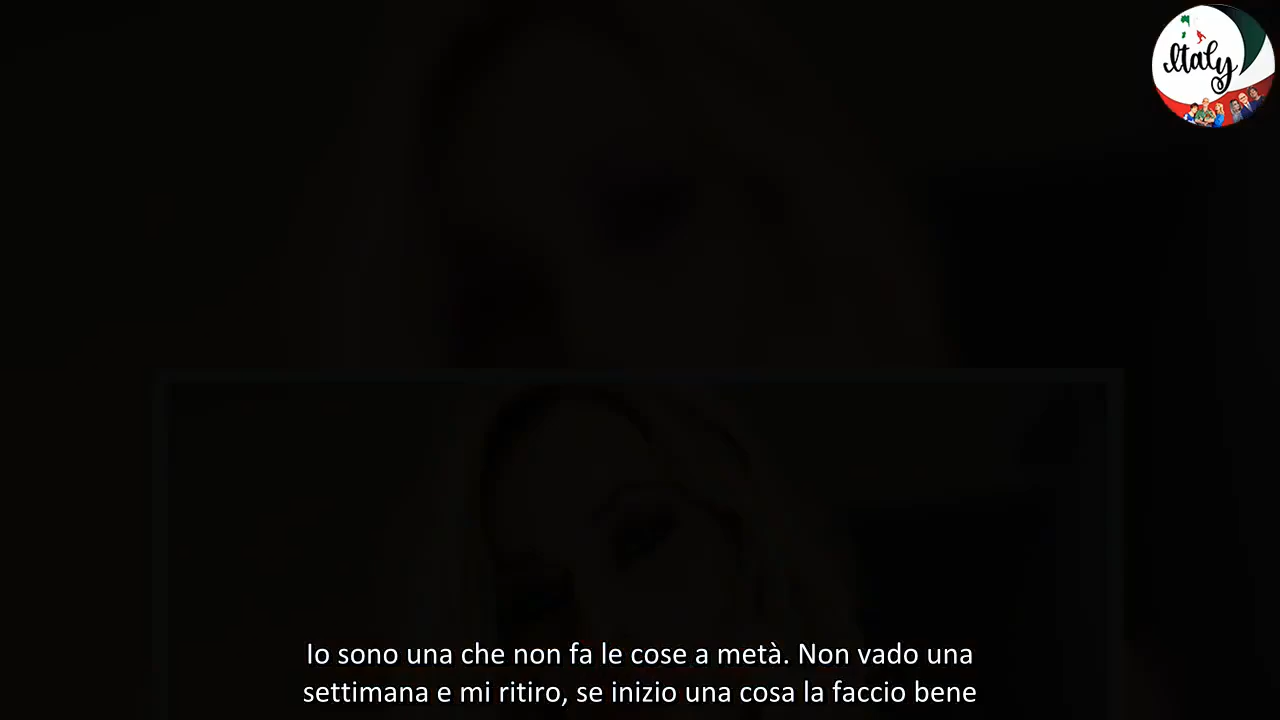 Italy
Io sono una che non fa le cose a metà. Non vado una
settimana e mi ritiro, se inizio una cosa la faccio bene